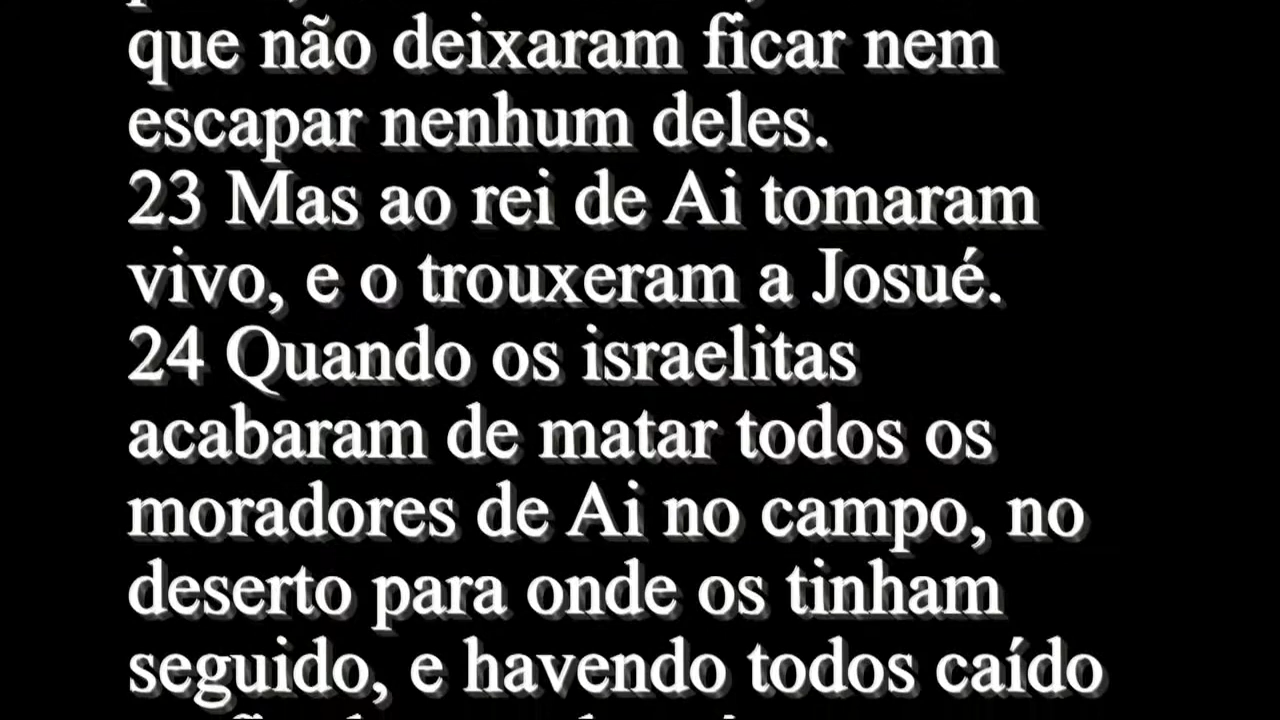 que não deixaram ficar nem
escapar nenhum deles.
23 Mas ao rei de Ai tomaram
vivo, e o trouxeram a Josué.
24 Quando os israelitas
acabaram de matar todos os
moradores de Ai no campo, no
deserto para onde os tinham
seguido, e havendo todos caído